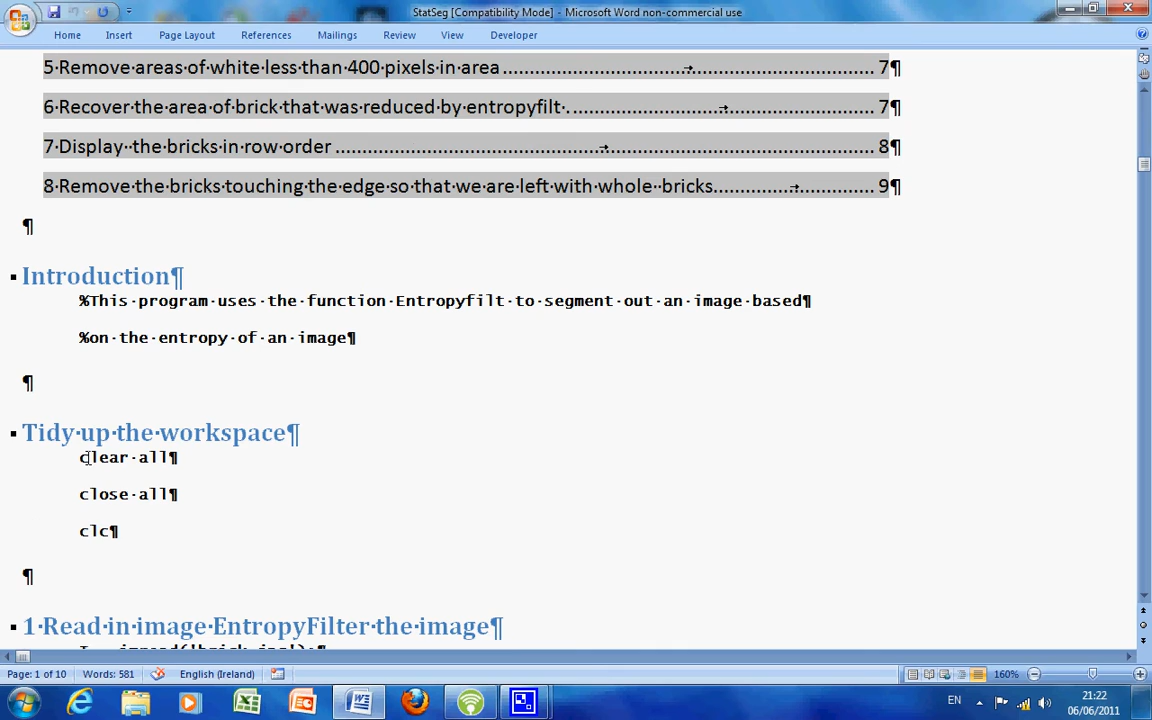 StatSeg [Compatibility Mode] - Microsoft Word non-commercial use
Home Insert Page Layout References Mailings Review View Developer
5·Remove·areas·of·white·less·than·400·pixels·in·area → 7¶
6·Recover·the·area·of·brick·that·was·reduced·by·entropyfilt· → 7¶
7·Display··the·bricks·in·row·order → 8¶
8·Remove·the·bricks·touching·the·edge·so·that·we·are·left·with·whole··bricks → 9¶
¶
Introduction¶
%This·program·uses·the·function·Entropyfilt·to·segment·out·an·image·based¶
%on·the·entropy·of·an·image¶
¶
Tidy·up·the·workspace¶
clear·all¶
close·all¶
clc¶
¶
1·Read·in·image·EntropyFilter·the·image¶
Page: 1 of 10 Words: 581 English (Ireland) 160%
EN 21:22
06/06/2011